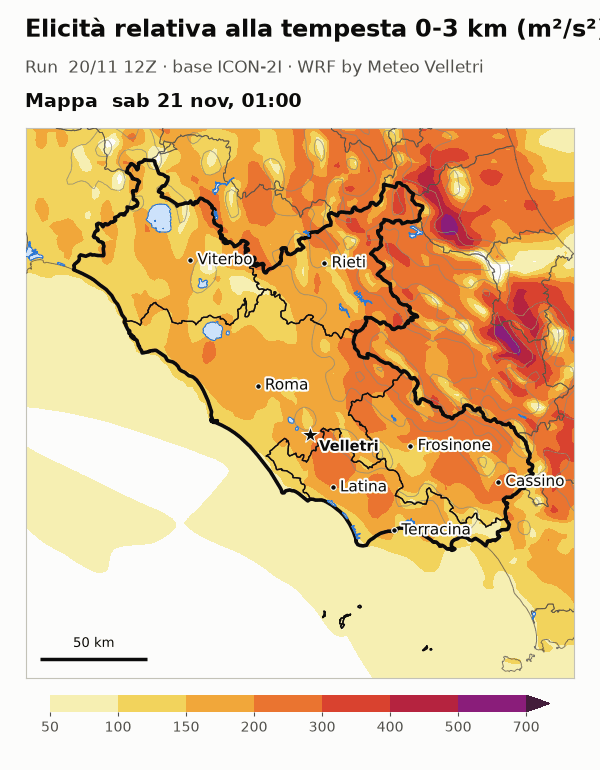 Elicità relativa alla tempesta 0-3 km (m²/s²)
Run  20/11 12Z · base ICON-2I · WRF by Meteo Velletri
Mappa  sab 21 nov, 01:00
Viterbo
Rieti
Roma
Velletri
Frosinone
Cassino
Latina
Terracina
50 km
50 100 150 200 300 400 500 700